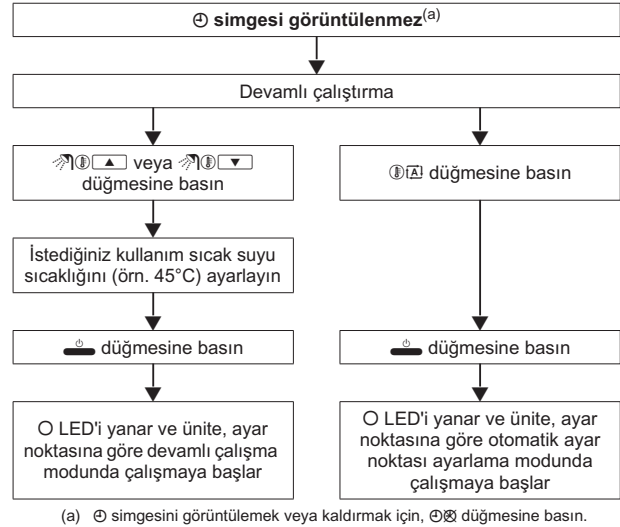 simgesi görüntülenmez(a)
Devamlı çalıştırma
veya
düğmesine basın
İstediğiniz kullanım sıcak suyu
sıcaklığını (örn. 45°C) ayarlayın
düğmesine basın
O LED'i yanar ve ünite, ayar
noktasına göre devamlı çalışma
modunda çalışmaya başlar
A düğmesine basın
düğmesine basın
O LED'i yanar ve ünite, ayar
noktasına göre otomatik ayar
noktası ayarlama modunda
çalışmaya başlar
(a) simgesini görüntülemek veya kaldırmak için, düğmesine basın.